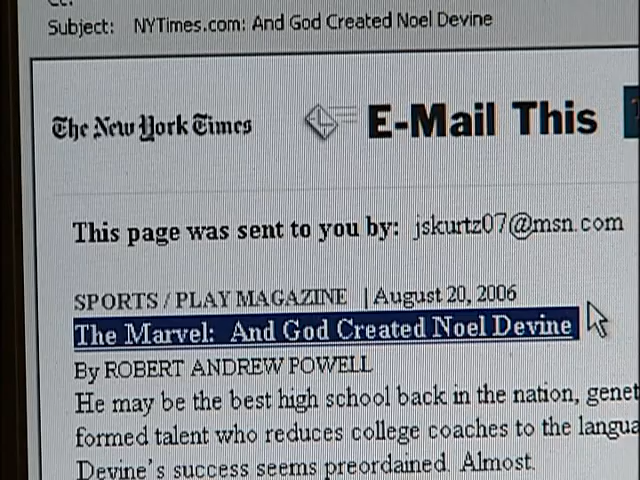 Subject: NYTimes.com: And God Created Noel Devine
The New York Times
E-Mail This
This page was sent to you by: jskurtz07@msn.com
SPORTS / PLAY MAGAZINE | August 20, 2006
The Marvel: And God Created Noel Devine
By ROBERT ANDREW POWELL
He may be the best high school back in the nation, genet
formed talent who reduces college coaches to the langua
Devine's success seems preordained. Almost.